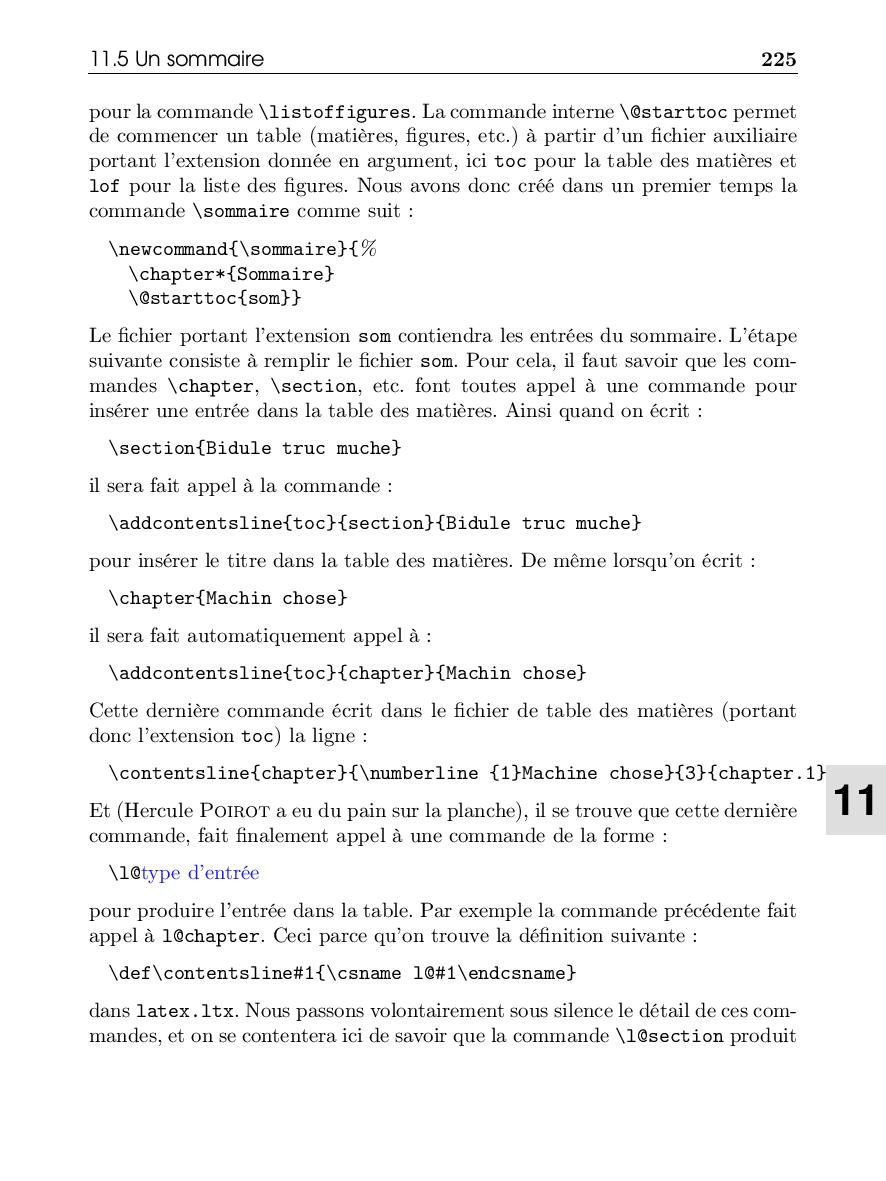 11.5 Un sommaire 225
pour la commande \listoffigures. La commande interne \@starttoc permet
de commencer un table (matières, figures, etc.) à partir d'un fichier auxiliaire
portant l'extension donnée en argument, ici toc pour la table des matières et
lof pour la liste des figures. Nous avons donc créé dans un premier temps la
commande \sommaire comme suit :
\newcommand{\sommaire}{%
\chapter*{Sommaire}
\@starttoc{som}}
Le fichier portant l'extension som contiendra les entrées du sommaire. L'étape
suivante consiste à remplir le fichier som. Pour cela, il faut savoir que les com-
mandes \chapter, \section, etc. font toutes appel à une commande pour
insérer une entrée dans la table des matières. Ainsi quand on écrit :
\section{Bidule truc muche}
il sera fait appel à la commande :
\addcontentsline{toc}{section}{Bidule truc muche}
pour insérer le titre dans la table des matières. De même lorsqu'on écrit :
\chapter{Machin chose}
il sera fait automatiquement appel à :
\addcontentsline{toc}{chapter}{Machin chose}
Cette dernière commande écrit dans le fichier de table des matières (portant
donc l'extension toc) la ligne :
\contentsline{chapter}{\numberline {1}Machine chose}{3}{chapter.1}
11
Et (Hercule POIROT a eu du pain sur la planche), il se trouve que cette dernière
commande, fait finalement appel à une commande de la forme :
\l@type d'entrée
pour produire l'entrée dans la table. Par exemple la commande précédente fait
appel à l@chapter. Ceci parce qu'on trouve la définition suivante :
\def\contentsline#1{\csname l@#1\endcsname}
dans latex.ltx. Nous passons volontairement sous silence le détail de ces com-
mandes, et on se contentera ici de savoir que la commande \l@section produit